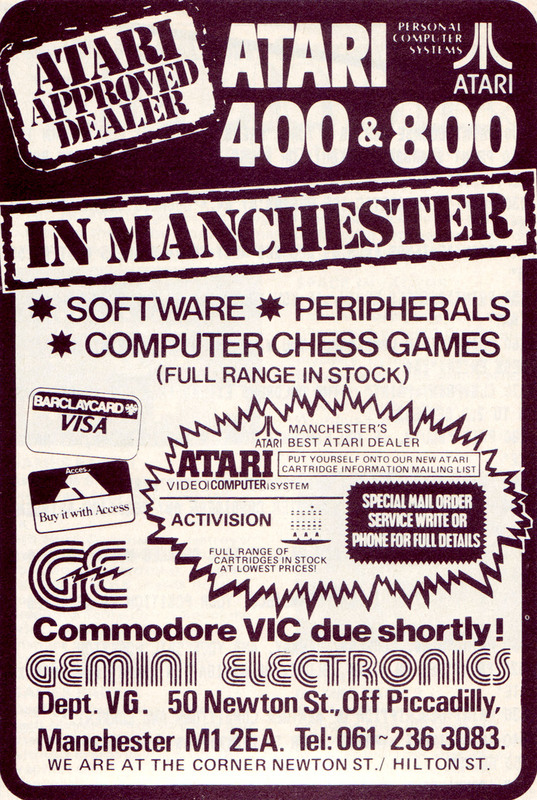 ATARI
APPROVED
DEALER
ATARI
PERSONAL
COMPUTER
SYSTEMS
ATARI
400 & 800
IN MANCHESTER
SOFTWARE PERIPHERALS
COMPUTER CHESS GAMES
(FULL RANGE IN STOCK)
BARCLAYCARD
VISA
Access
Buy it with Access
ATARI
MANCHESTER'S
BEST ATARI DEALER
ATARI
VIDEO COMPUTER SYSTEM
PUT YOURSELF ONTO OUR NEW ATARI
CARTRIDGE INFORMATION MAILING LIST
ACTIVISION
FULL RANGE OF
CARTRIDGES IN STOCK
AT LOWEST PRICES!
SPECIAL MAIL ORDER
SERVICE WRITE OR
PHONE FOR FULL DETAILS
GE
Commodore VIC due shortly!
GEMINI ELECTRONICS
Dept. VG. 50 Newton St., Off Piccadilly,
Manchester M1 2EA. Tel: 061~236 3083.
WE ARE AT THE CORNER NEWTON ST./ HILTON ST.